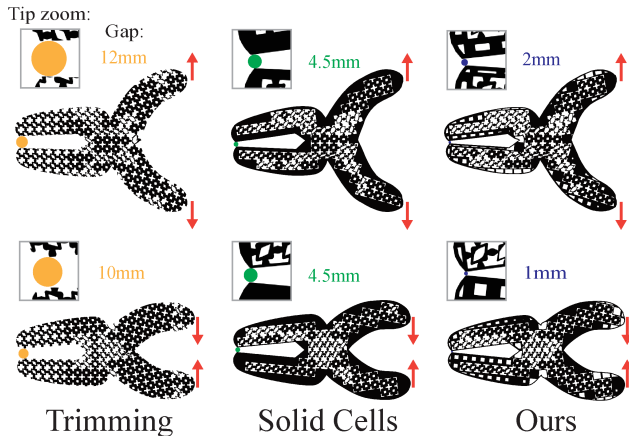 Tip zoom:
Gap:
12mm
4.5mm
2mm
10mm
4.5mm
1mm
Trimming
Solid Cells
Ours